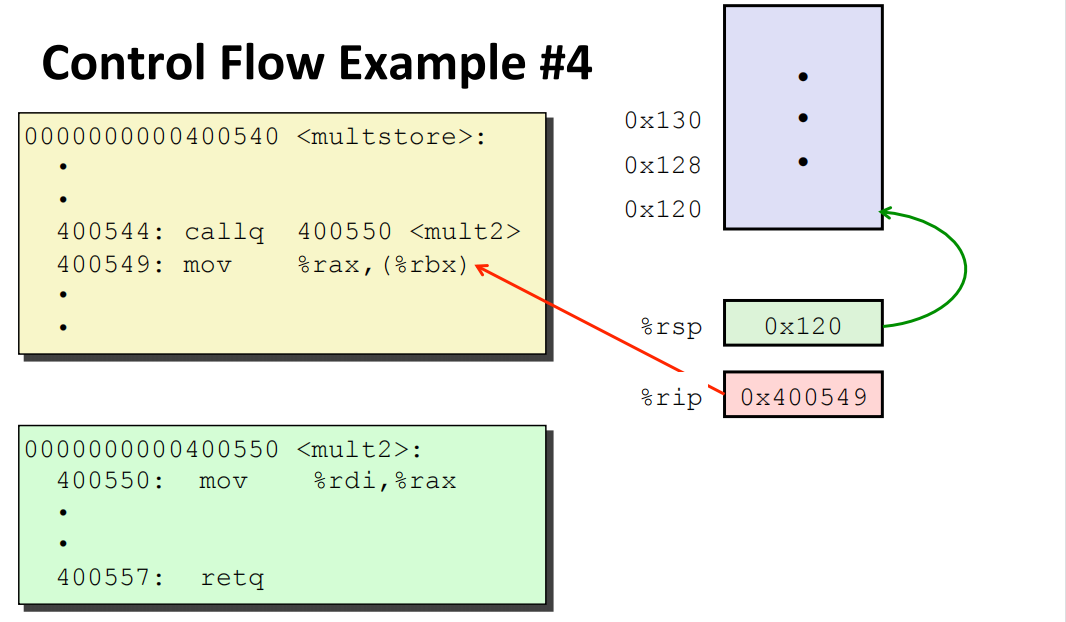 Control Flow Example #4
0000000000400540 <multstore>:
•
•
400544: callq 400550 <mult2>
400549: mov %rax,(%rbx)
•
•
0000000000400550 <mult2>:
400550: mov %rdi,%rax
•
•
400557: retq
•
•
•
0x130
0x128
0x120
%rsp 0x120
%rip 0x400549